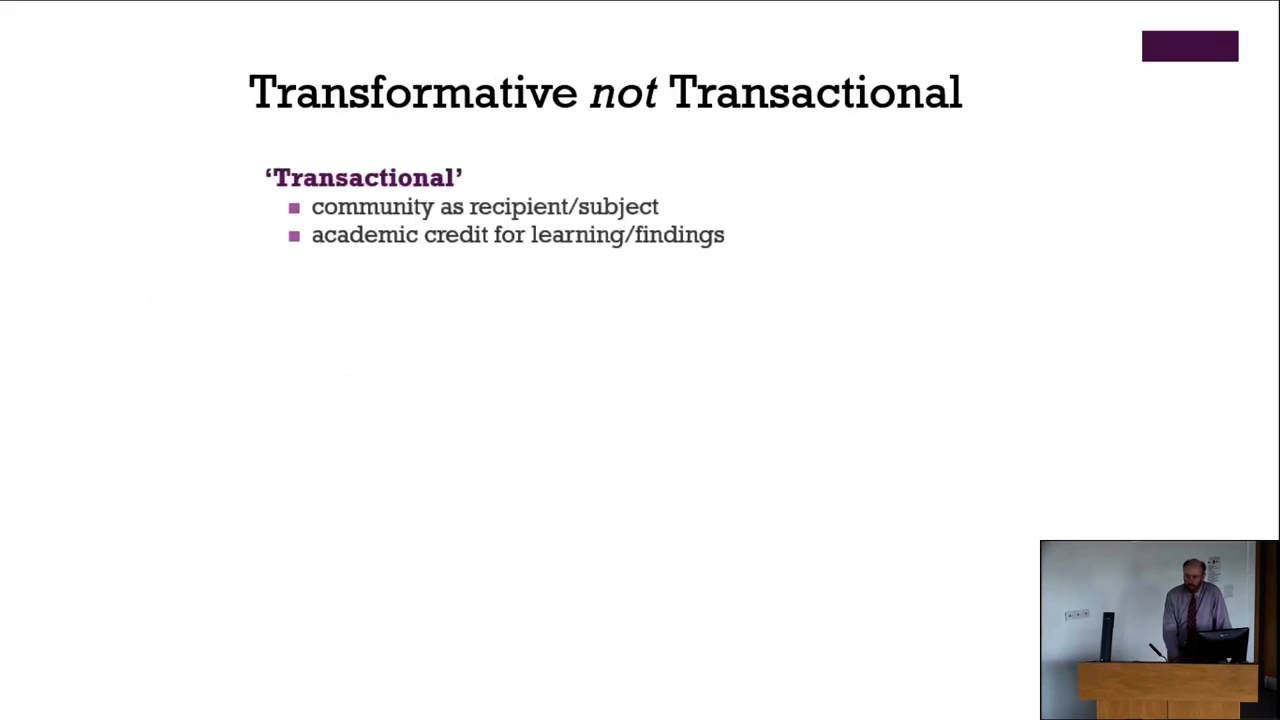 Transformative not Transactional
‘Transactional’
community as recipient/subject
academic credit for learning/findings